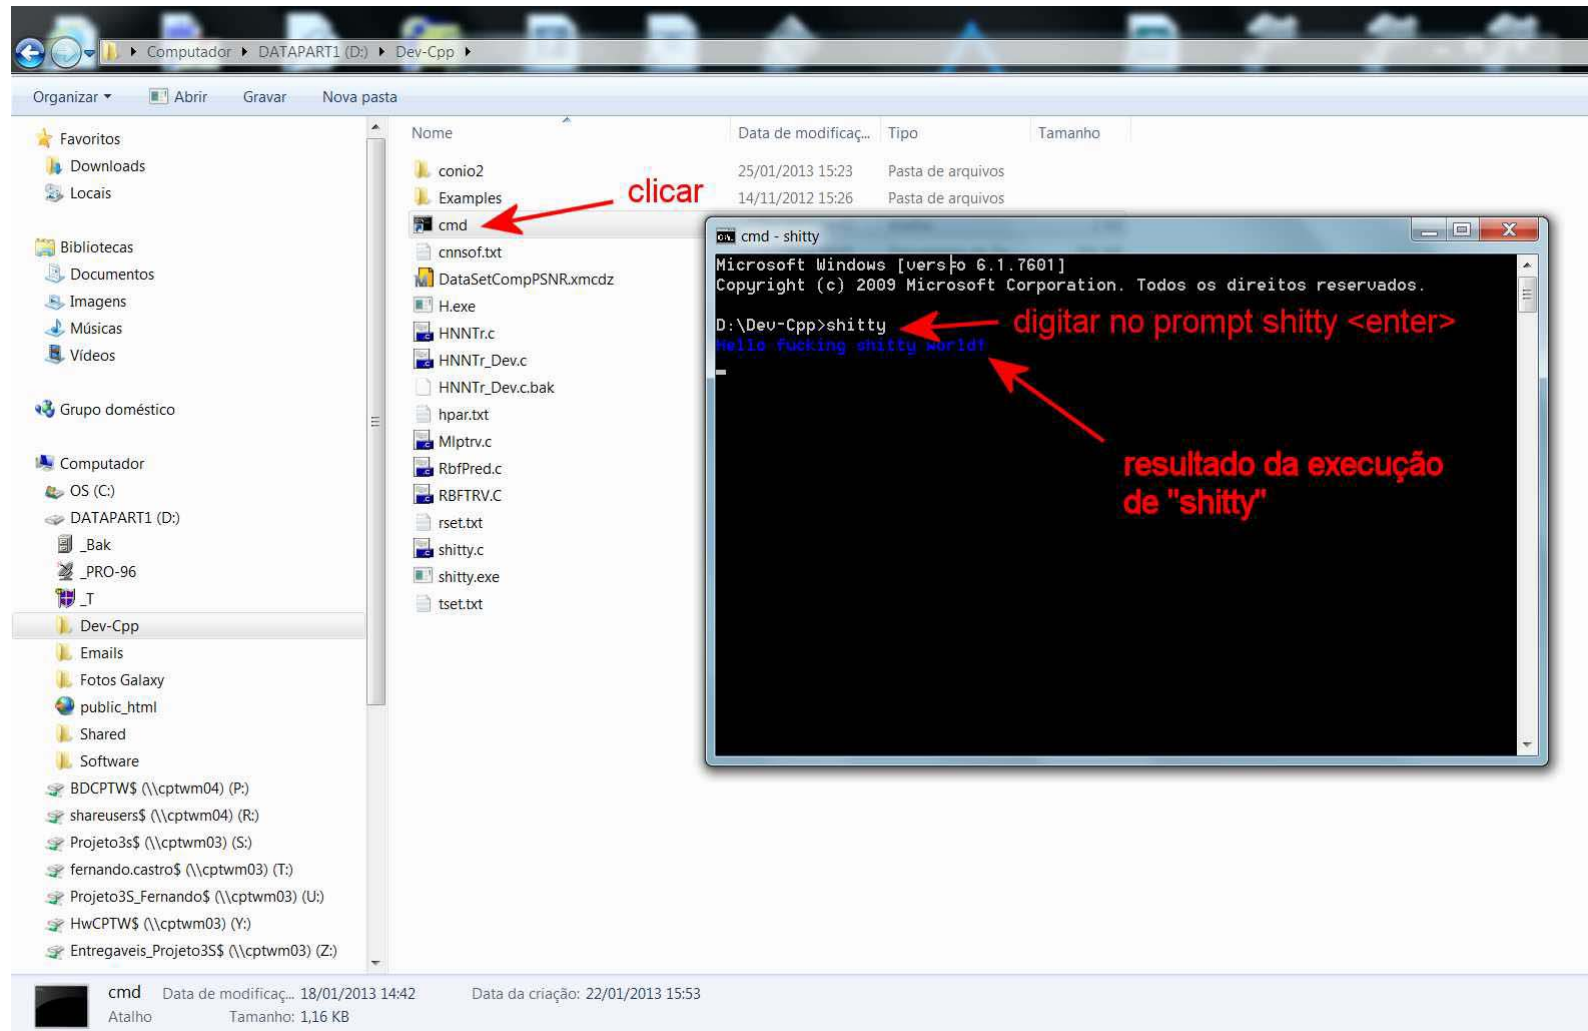 Computador DATAPART1 (D:) Dev-Cpp
Organizar Abrir Gravar Nova pasta
Favoritos
Downloads
Locais
Bibliotecas
Documentos
Imagens
Músicas
Vídeos
Grupo doméstico
Computador
OS (C:)
DATAPART1 (D:)
_Bak
_PRO-96
_T
Dev-Cpp
Emails
Fotos Galaxy
public_html
Shared
Software
BDCPTW$ (\\cptwm04) (P:)
shareusers$ (\\cptwm04) (R:)
Projeto3s$ (\\cptwm03) (S:)
fernando.castro$ (\\cptwm03) (T:)
Projeto3S_Fernando$ (\\cptwm03) (U:)
HwCPTW$ (\\cptwm03) (Y:)
Entregaveis_Projeto3S$ (\\cptwm03) (Z:)
Nome Data de modificaç... Tipo Tamanho
conio2 25/01/2013 15:23 Pasta de arquivos
Examples 14/11/2012 15:26 Pasta de arquivos
cmd
cnnsof.txt
DataSetCompPSNR.xmcdz
H.exe
HNNTr.c
HNNTr_Dev.c
HNNTr_Dev.c.bak
hpar.txt
Mlptrv.c
RbfPred.c
RBFTRV.C
rset.txt
shitty.c
shitty.exe
tset.txt
clicar
cmd - shitty
Microsoft Windows [versão 6.1.7601]
Copyright (c) 2009 Microsoft Corporation. Todos os direitos reservados.
D:\Dev-Cpp>shitty
digitar no prompt shitty <enter>
Hello fucking shitty world!
resultado da execução
de "shitty"
cmd Data de modificaç... 18/01/2013 14:42 Data da criação: 22/01/2013 15:53
Atalho Tamanho: 1,16 KB